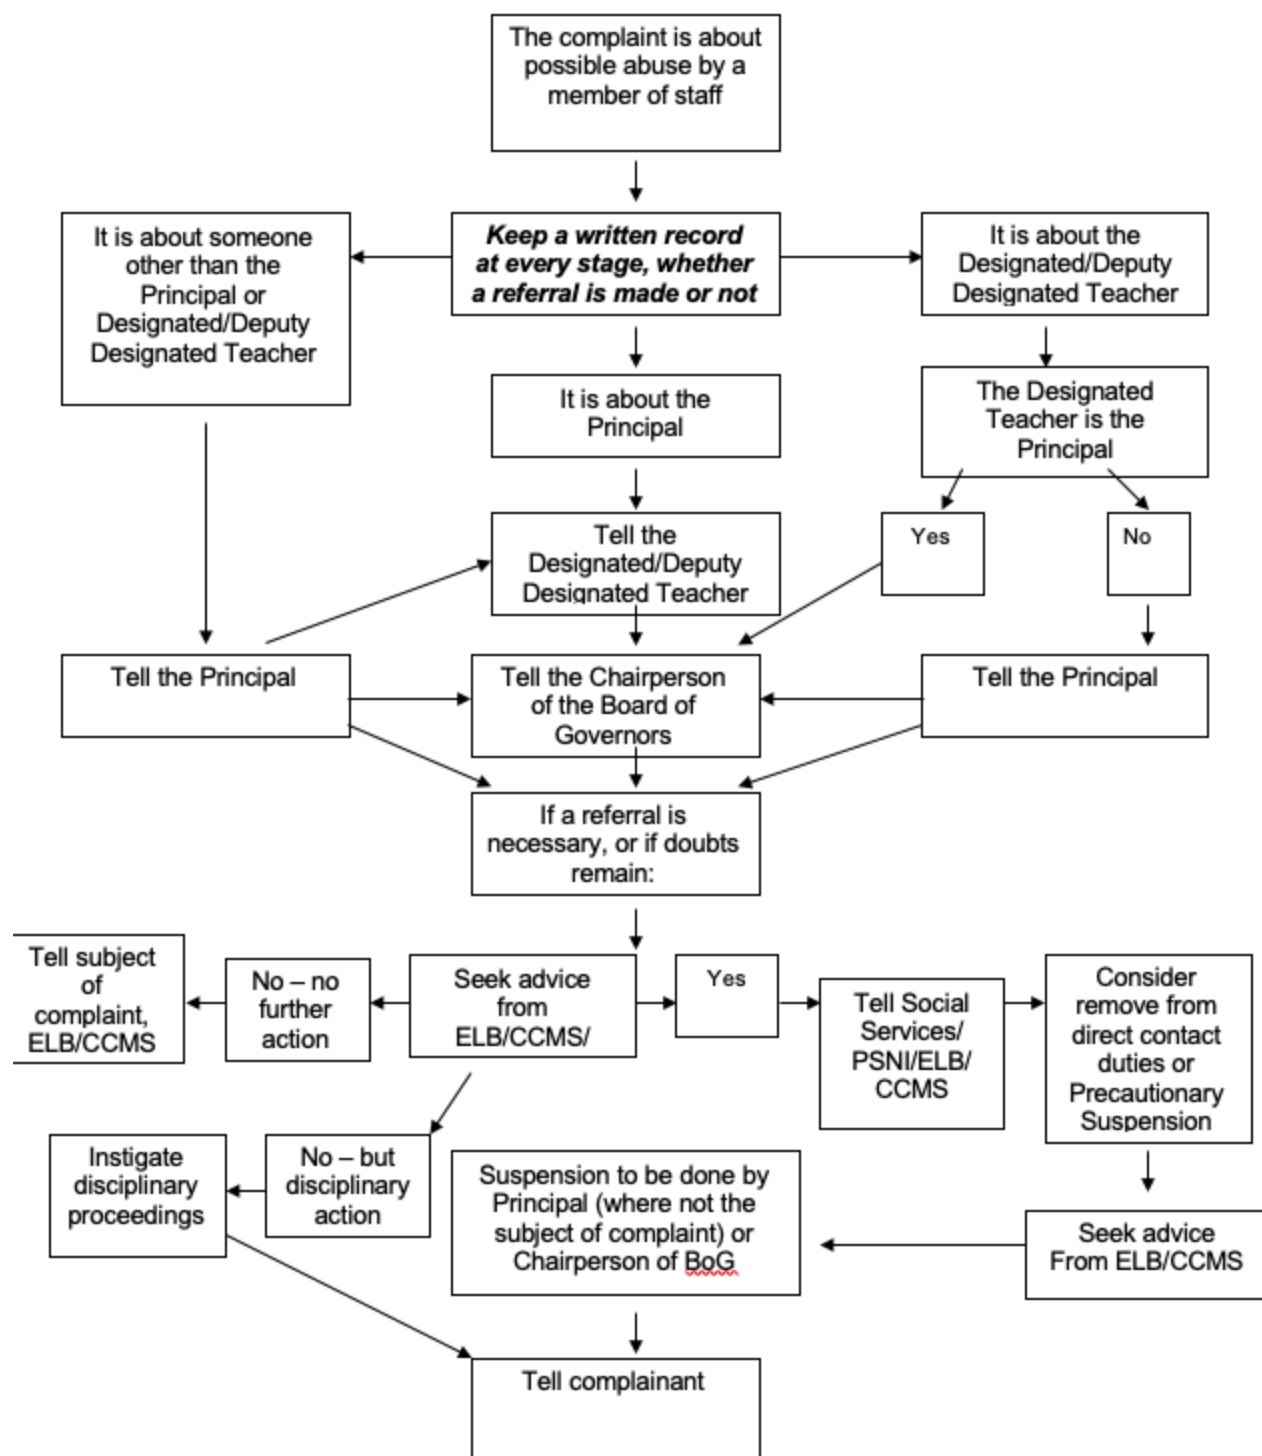 The complaint is about
possible abuse by a
member of staff
It is about someone
other than the
Principal or
Designated/Deputy
Designated Teacher
Keep a written record
at every stage, whether
a referral is made or not
It is about the
Designated/Deputy
Designated Teacher
It is about the
Principal
The Designated
Teacher is the
Principal
Tell the
Designated/Deputy
Designated Teacher
Yes
No
Tell the Principal
Tell the Chairperson
of the Board of
Governors
Tell the Principal
If a referral is
necessary, or if doubts
remain:
Tell subject
of
complaint,
ELB/CCMS
No – no
further
action
Seek advice
from
ELB/CCMS/
Yes
Tell Social
Services/
PSNI/ELB/
CCMS
Consider
remove from
direct contact
duties or
Precautionary
Suspension
Instigate
disciplinary
proceedings
No – but
disciplinary
action
Suspension to be done by
Principal (where not the
subject of complaint) or
Chairperson of BoG
Seek advice
From ELB/CCMS
Tell complainant